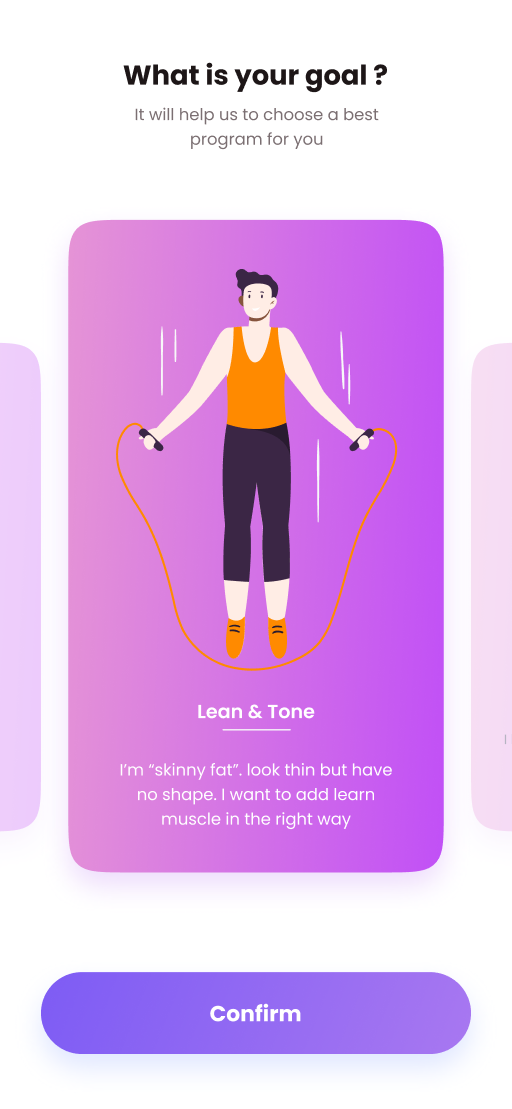 What is your goal ?
It will help us to choose a best
program for you
Lean & Tone
I’m “skinny fat”. look thin but have
no shape. I want to add learn
muscle in the right way
Confirm